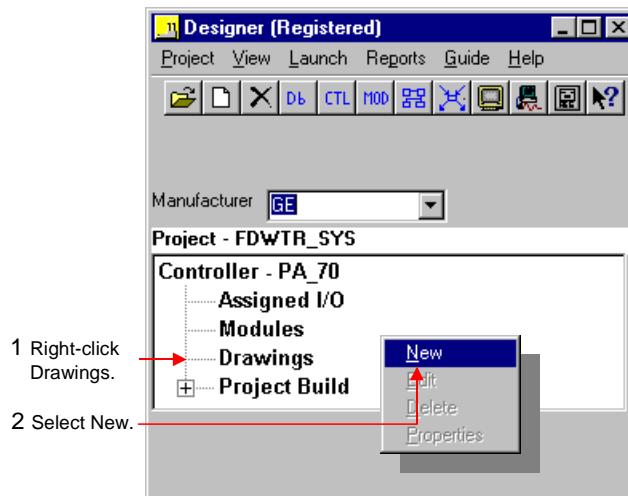 Designer (Registered)
Project View Launch Reports Guide Help
Db CTL MOD
Manufacturer GE
Project - FDWTR_SYS
Controller - PA_70
Assigned I/O
Modules
Drawings
Project Build
1 Right-click
Drawings.
2 Select New.
New
Edit
Delete
Properties